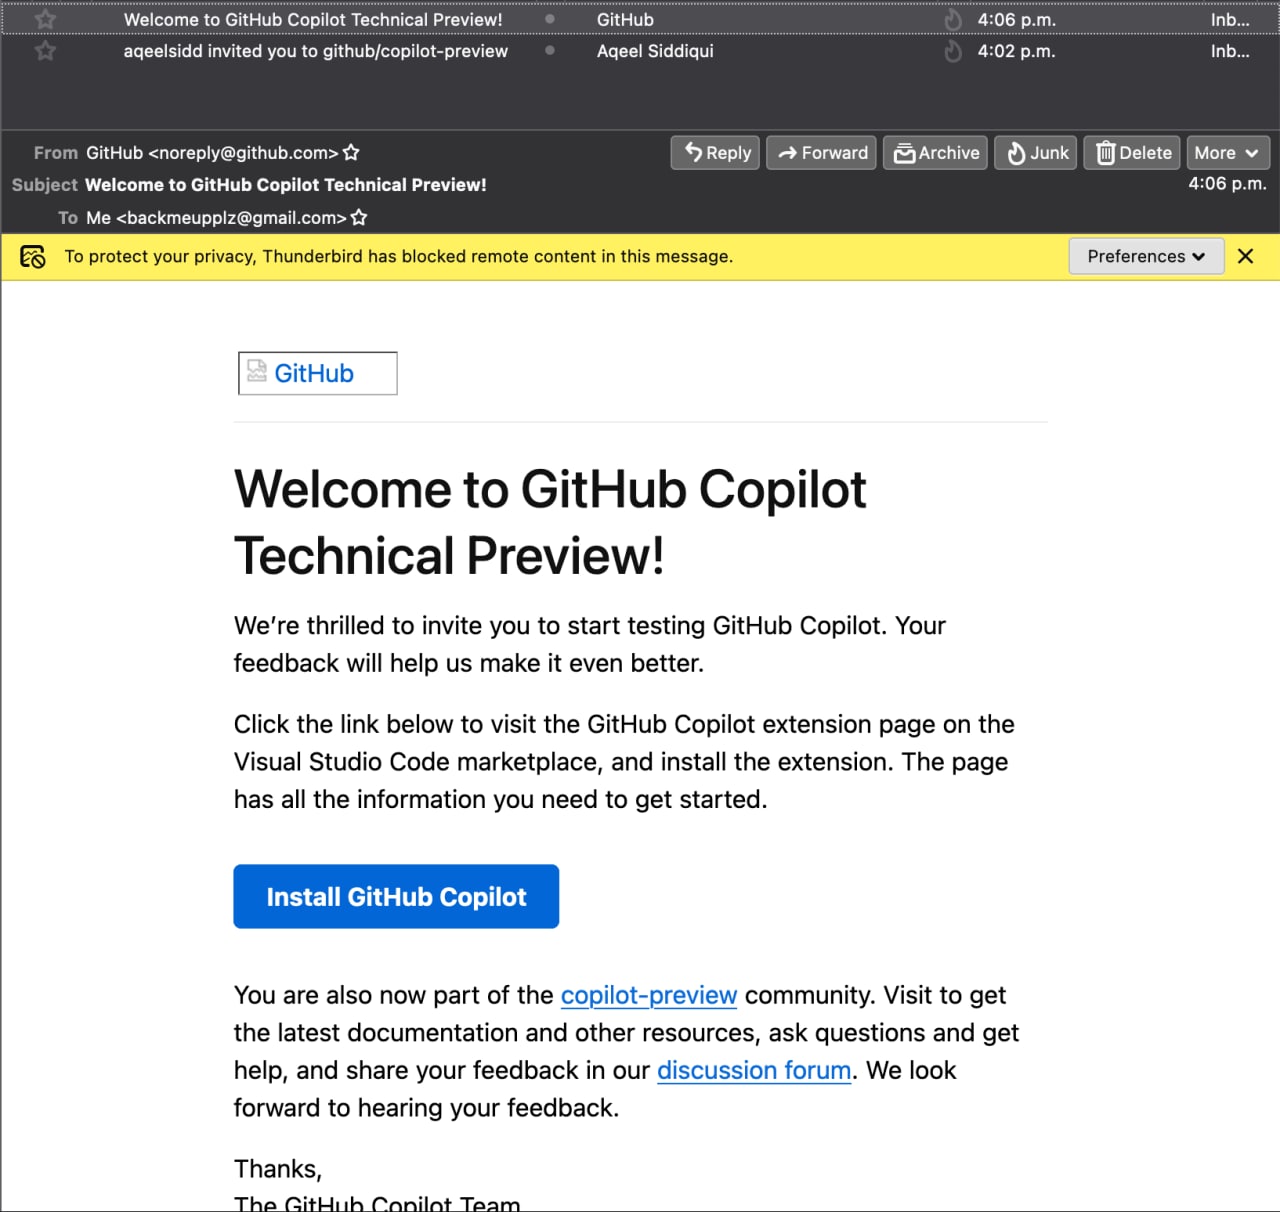 Welcome to GitHub Copilot Technical Preview! GitHub 4:06 p.m. Inb...
aqeelsidd invited you to github/copilot-preview Aqeel Siddiqui 4:02 p.m. Inb...
From GitHub <noreply@github.com> Reply Forward Archive Junk Delete More
Subject Welcome to GitHub Copilot Technical Preview! 4:06 p.m.
To Me <backmeupplz@gmail.com>
To protect your privacy, Thunderbird has blocked remote content in this message. Preferences
GitHub
Welcome to GitHub Copilot
Technical Preview!
We’re thrilled to invite you to start testing GitHub Copilot. Your
feedback will help us make it even better.
Click the link below to visit the GitHub Copilot extension page on the
Visual Studio Code marketplace, and install the extension. The page
has all the information you need to get started.
Install GitHub Copilot
You are also now part of the copilot-preview community. Visit to get
the latest documentation and other resources, ask questions and get
help, and share your feedback in our discussion forum. We look
forward to hearing your feedback.
Thanks,
The GitHub Copilot Team